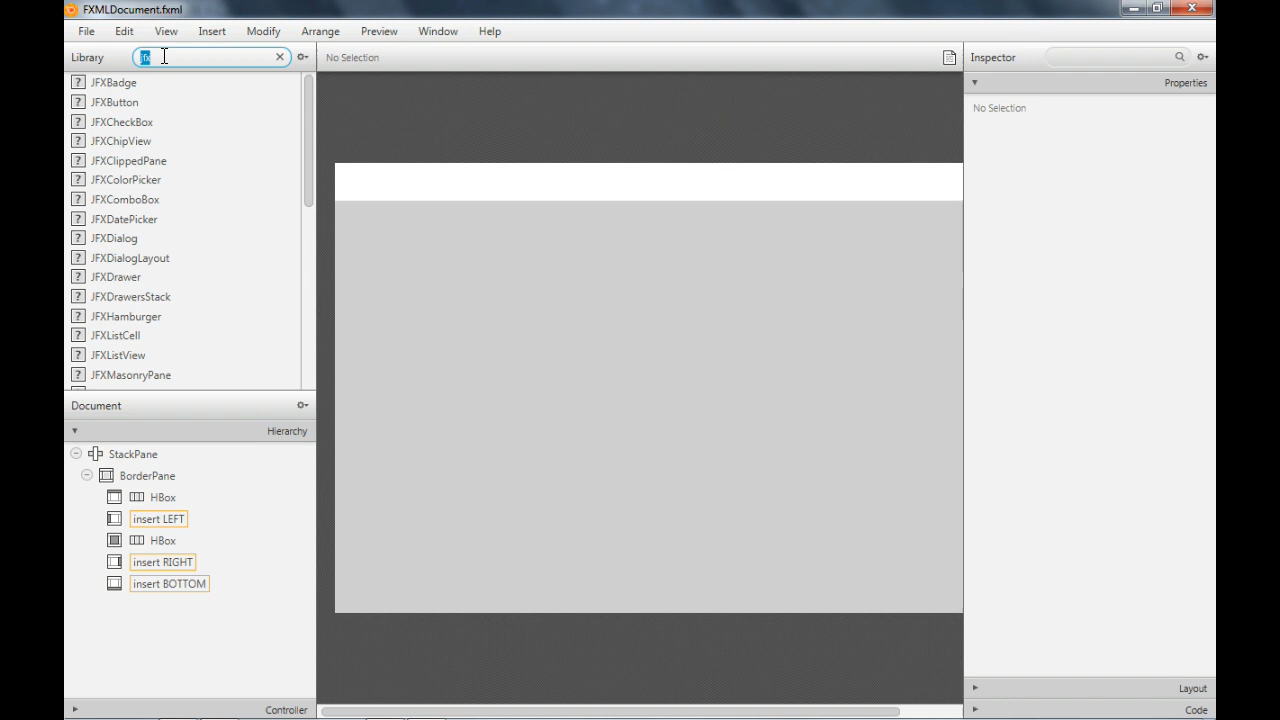 FXMLDocument.fxml
File Edit View Insert Modify Arrange Preview Window Help
Library jfx No Selection Inspector
Properties
No Selection
JFXBadge
JFXButton
JFXCheckBox
JFXChipView
JFXClippedPane
JFXColorPicker
JFXComboBox
JFXDatePicker
JFXDialog
JFXDialogLayout
JFXDrawer
JFXDrawersStack
JFXHamburger
JFXListCell
JFXListView
JFXMasonryPane
Document
Hierarchy
StackPane
BorderPane
HBox
insert LEFT
HBox
insert RIGHT
insert BOTTOM
Layout
Controller
Code